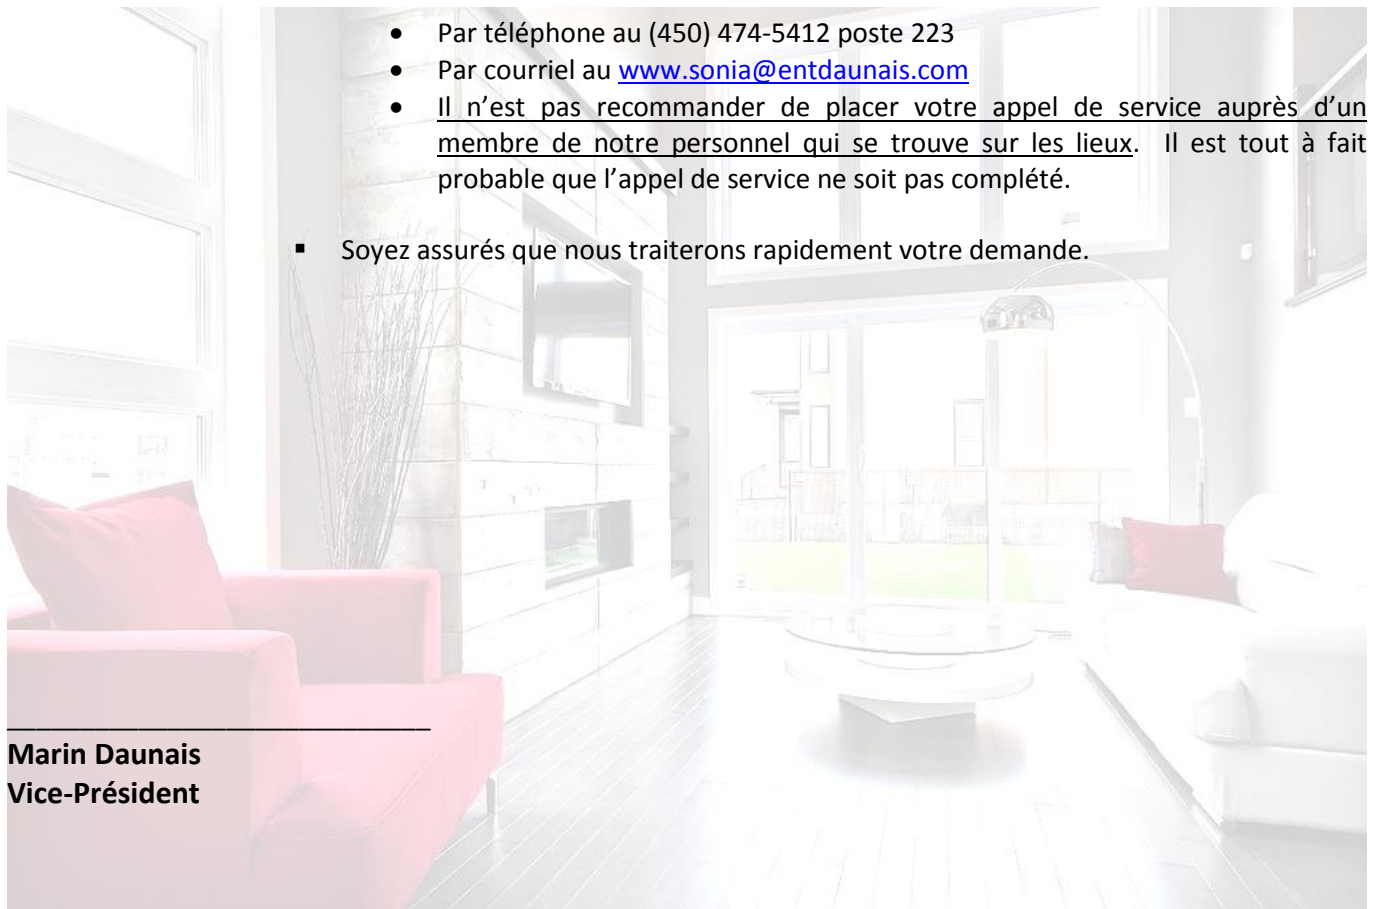 • Par téléphone au (450) 474-5412 poste 223
• Par courriel au www.sonia@entdaunais.com
• Il n’est pas recommander de placer votre appel de service auprès d’un
membre de notre personnel qui se trouve sur les lieux. Il est tout à fait
probable que l’appel de service ne soit pas complété.
▪ Soyez assurés que nous traiterons rapidement votre demande.
Marin Daunais
Vice-Président